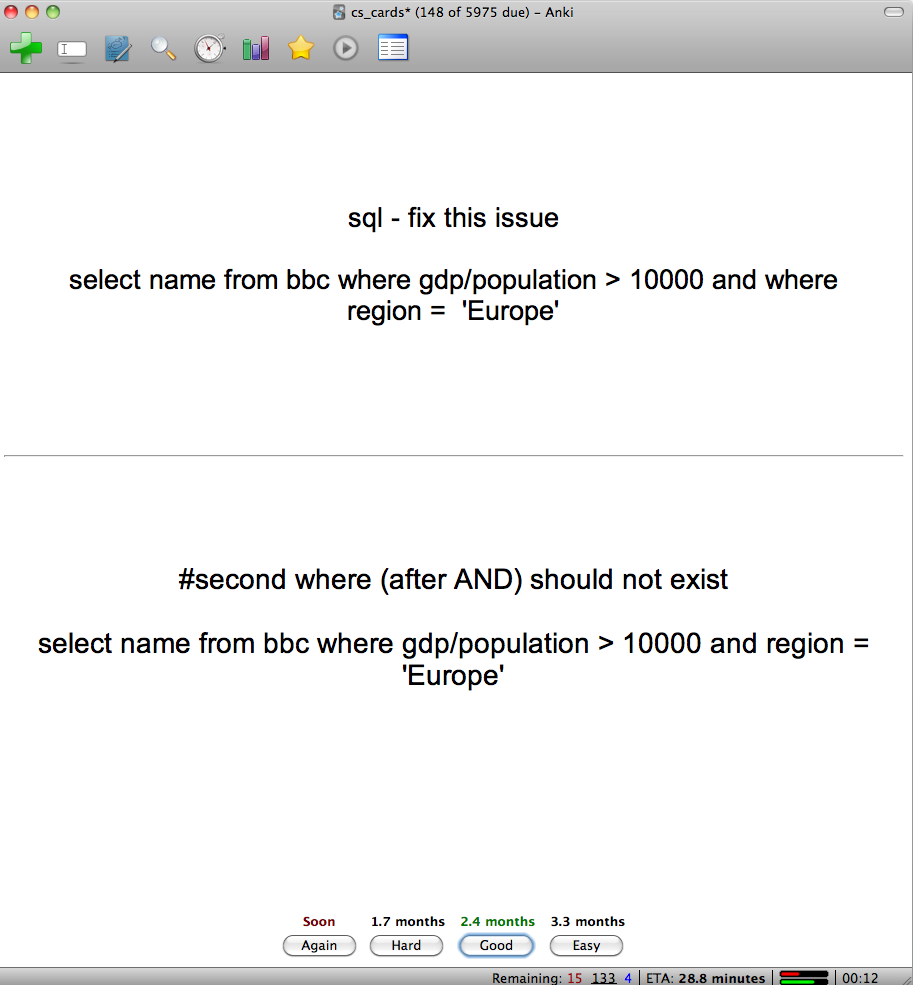 cs_cards* (148 of 5975 due) – Anki
sql - fix this issue
select name from bbc where gdp/population > 10000 and where
region =  'Europe'
#second where (after AND) should not exist
select name from bbc where gdp/population > 10000 and region =
'Europe'
Soon 1.7 months 2.4 months 3.3 months
Again Hard Good Easy
Remaining: 15 133 4 ETA: 28.8 minutes 00:12